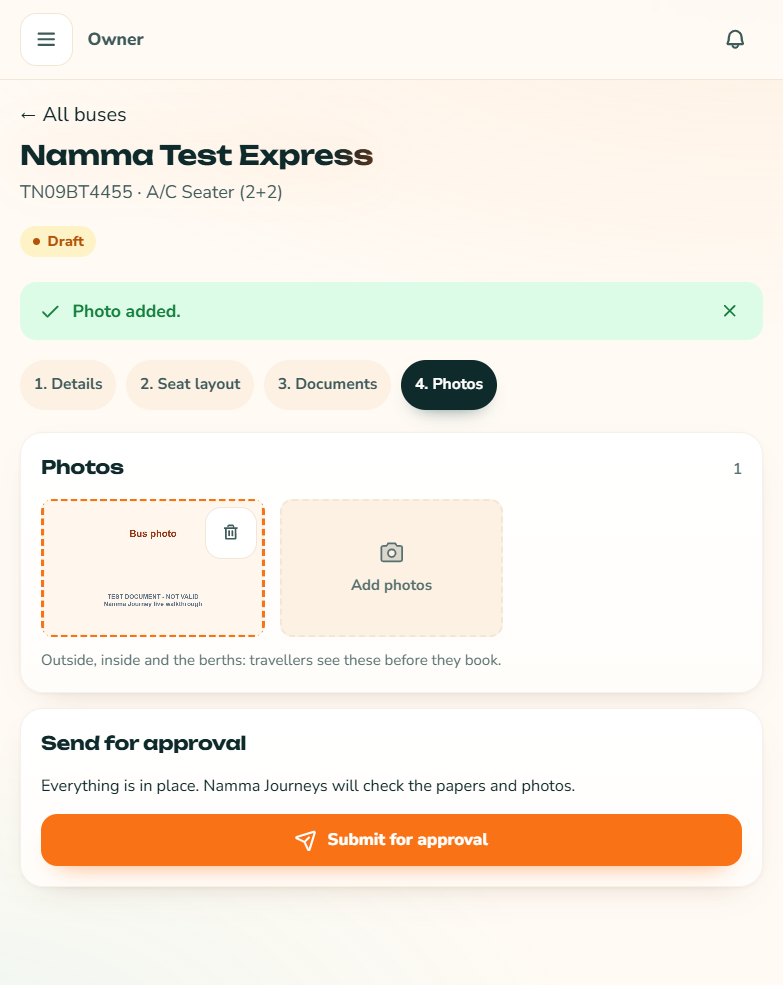 Owner
← All buses
Namma Test Express
TN09BT4455 · A/C Seater (2+2)
Draft
Photo added.
1. Details
2. Seat layout
3. Documents
4. Photos
Photos
1
Bus photo
TEST DOCUMENT - NOT VALID
Namma Journey live walkthrough
Add photos
Outside, inside and the berths: travellers see these before they book.
Send for approval
Everything is in place. Namma Journeys will check the papers and photos.
Submit for approval